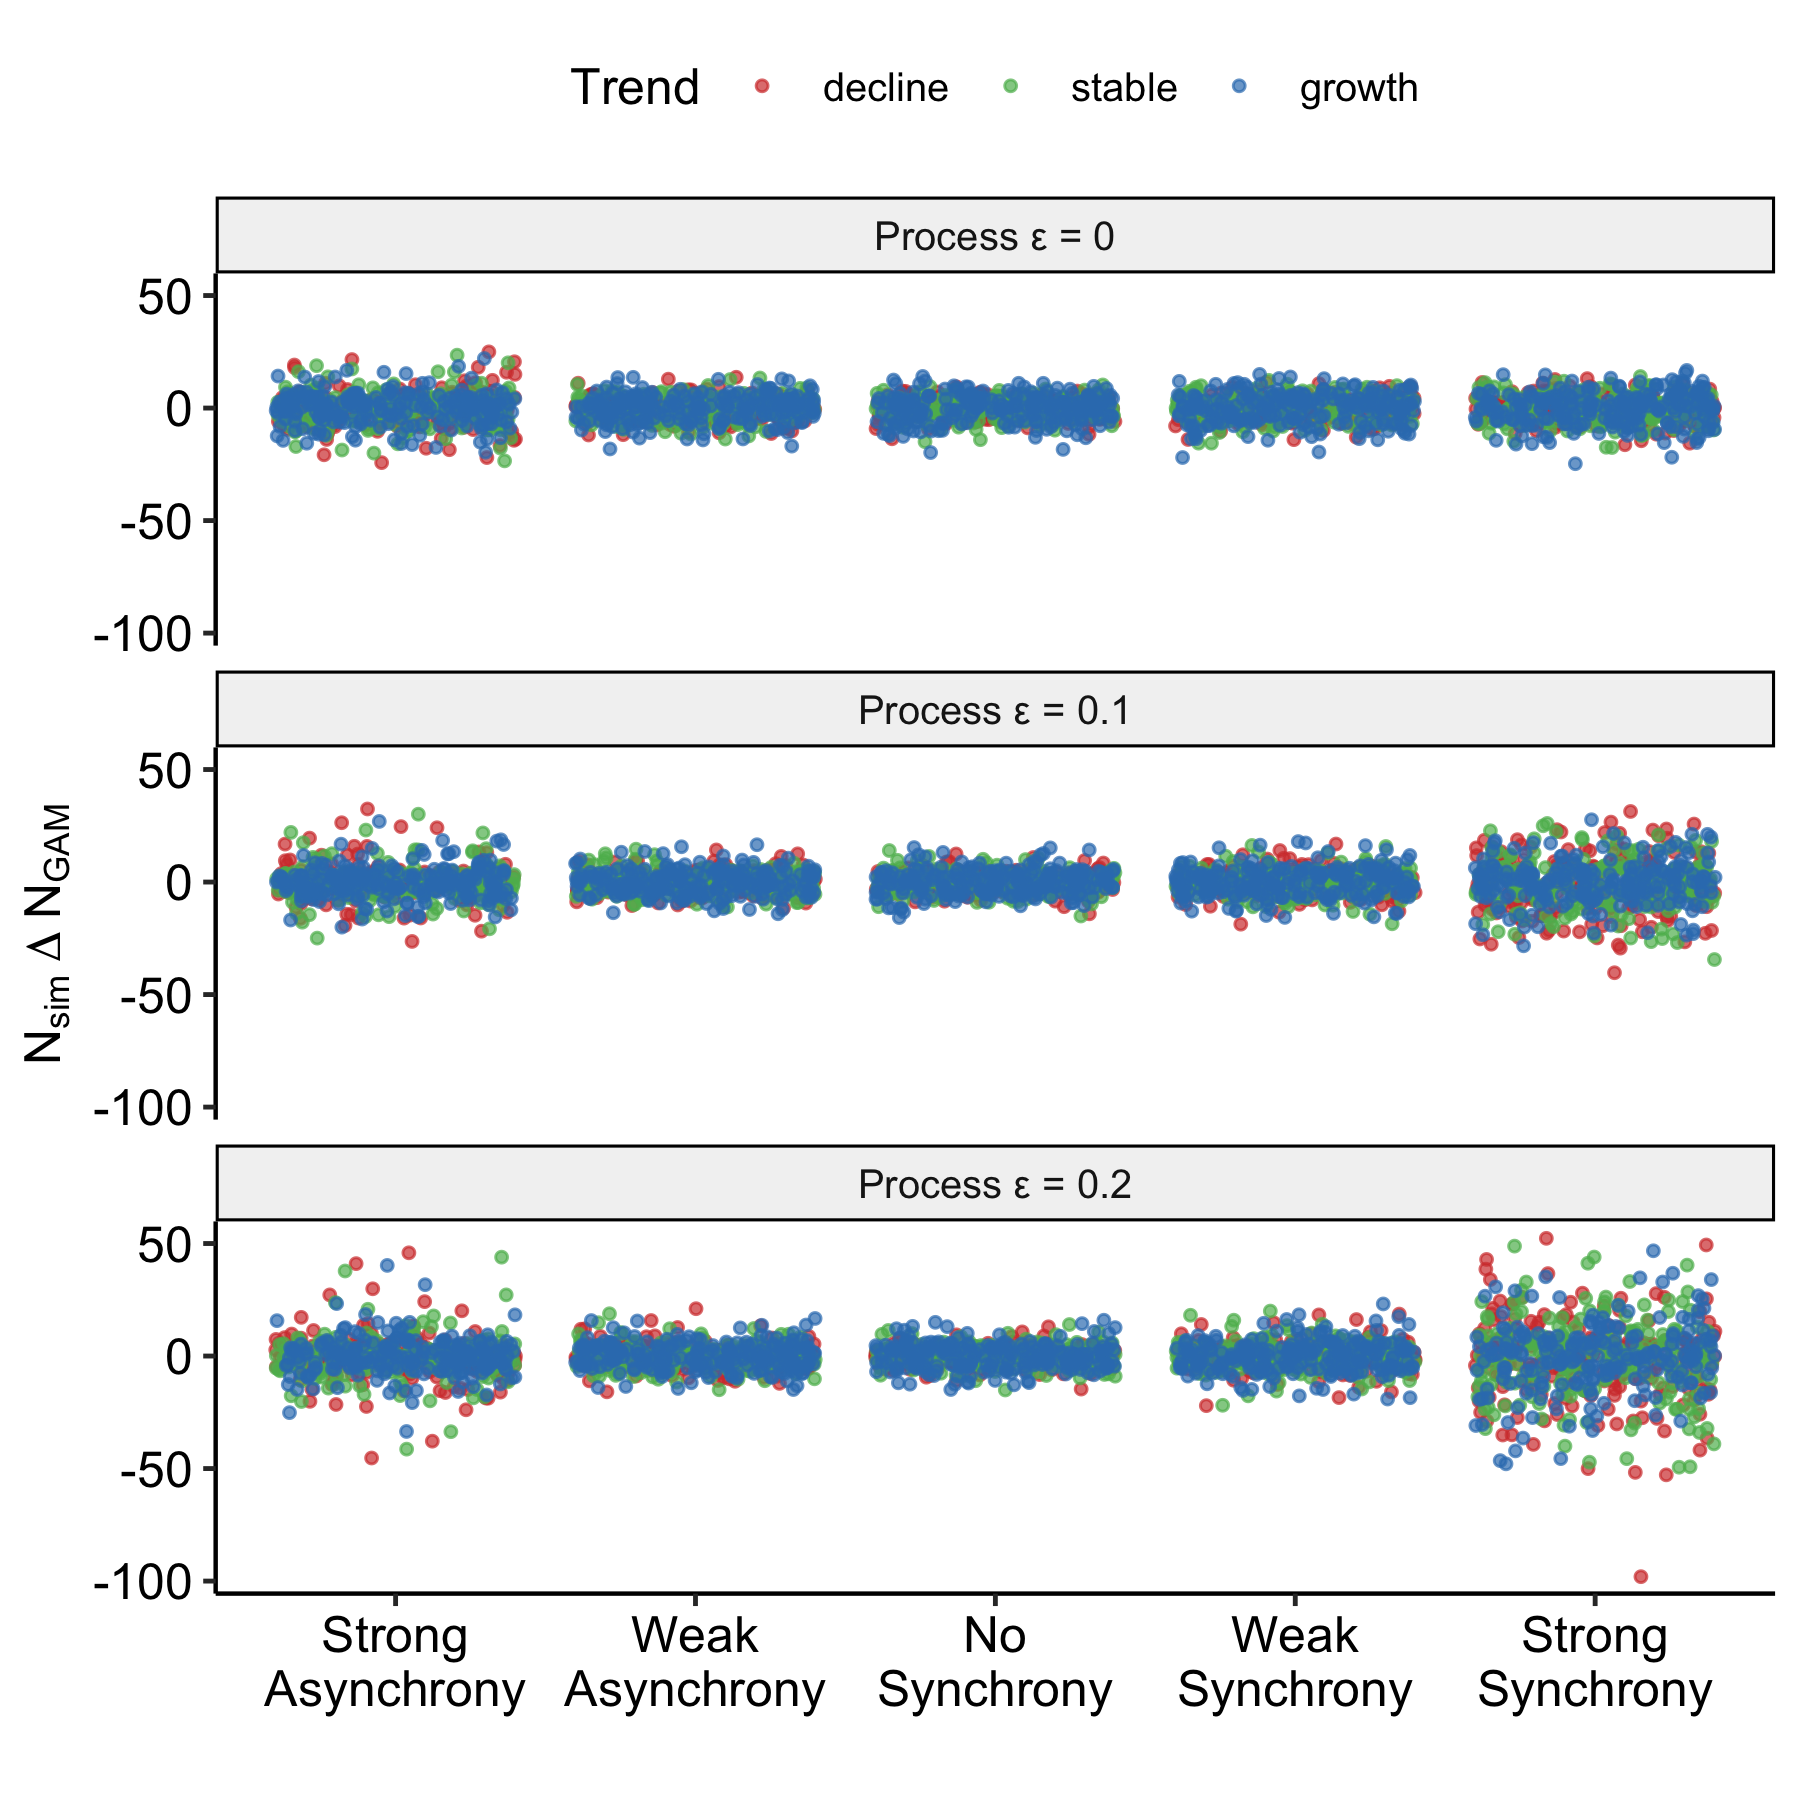 Trend decline stable growth
Process ε = 0
50
0
-50
-100
Process ε = 0.1
50
0
-50
-100
Nsim Δ NGAM
Process ε = 0.2
50
0
-50
-100
Strong Weak No Weak Strong
Asynchrony Asynchrony Synchrony Synchrony Synchrony